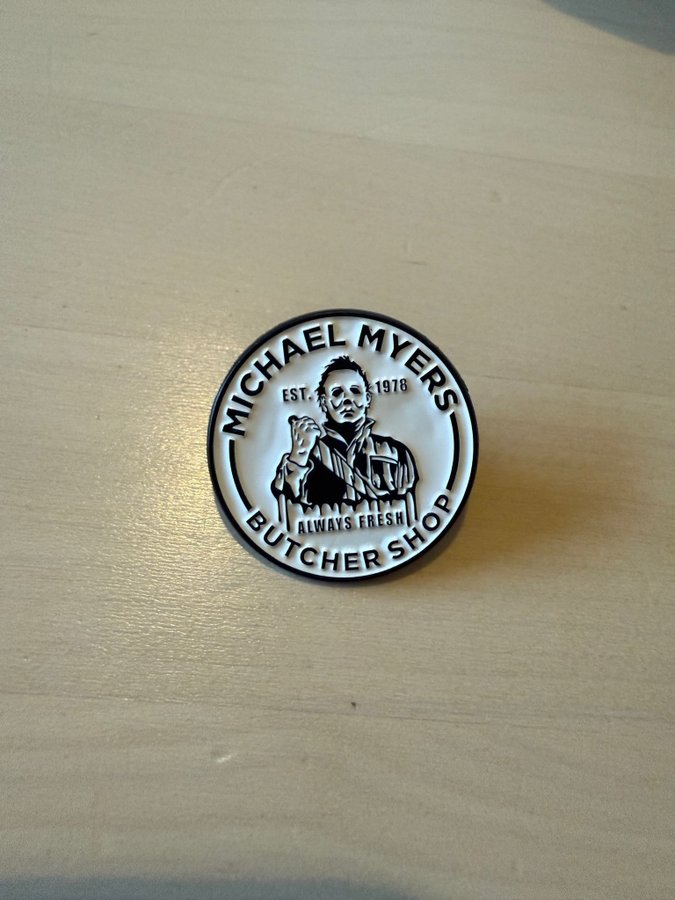 MICHAEL MYERS
EST. 1978
ALWAYS FRESH
BUTCHER SHOP